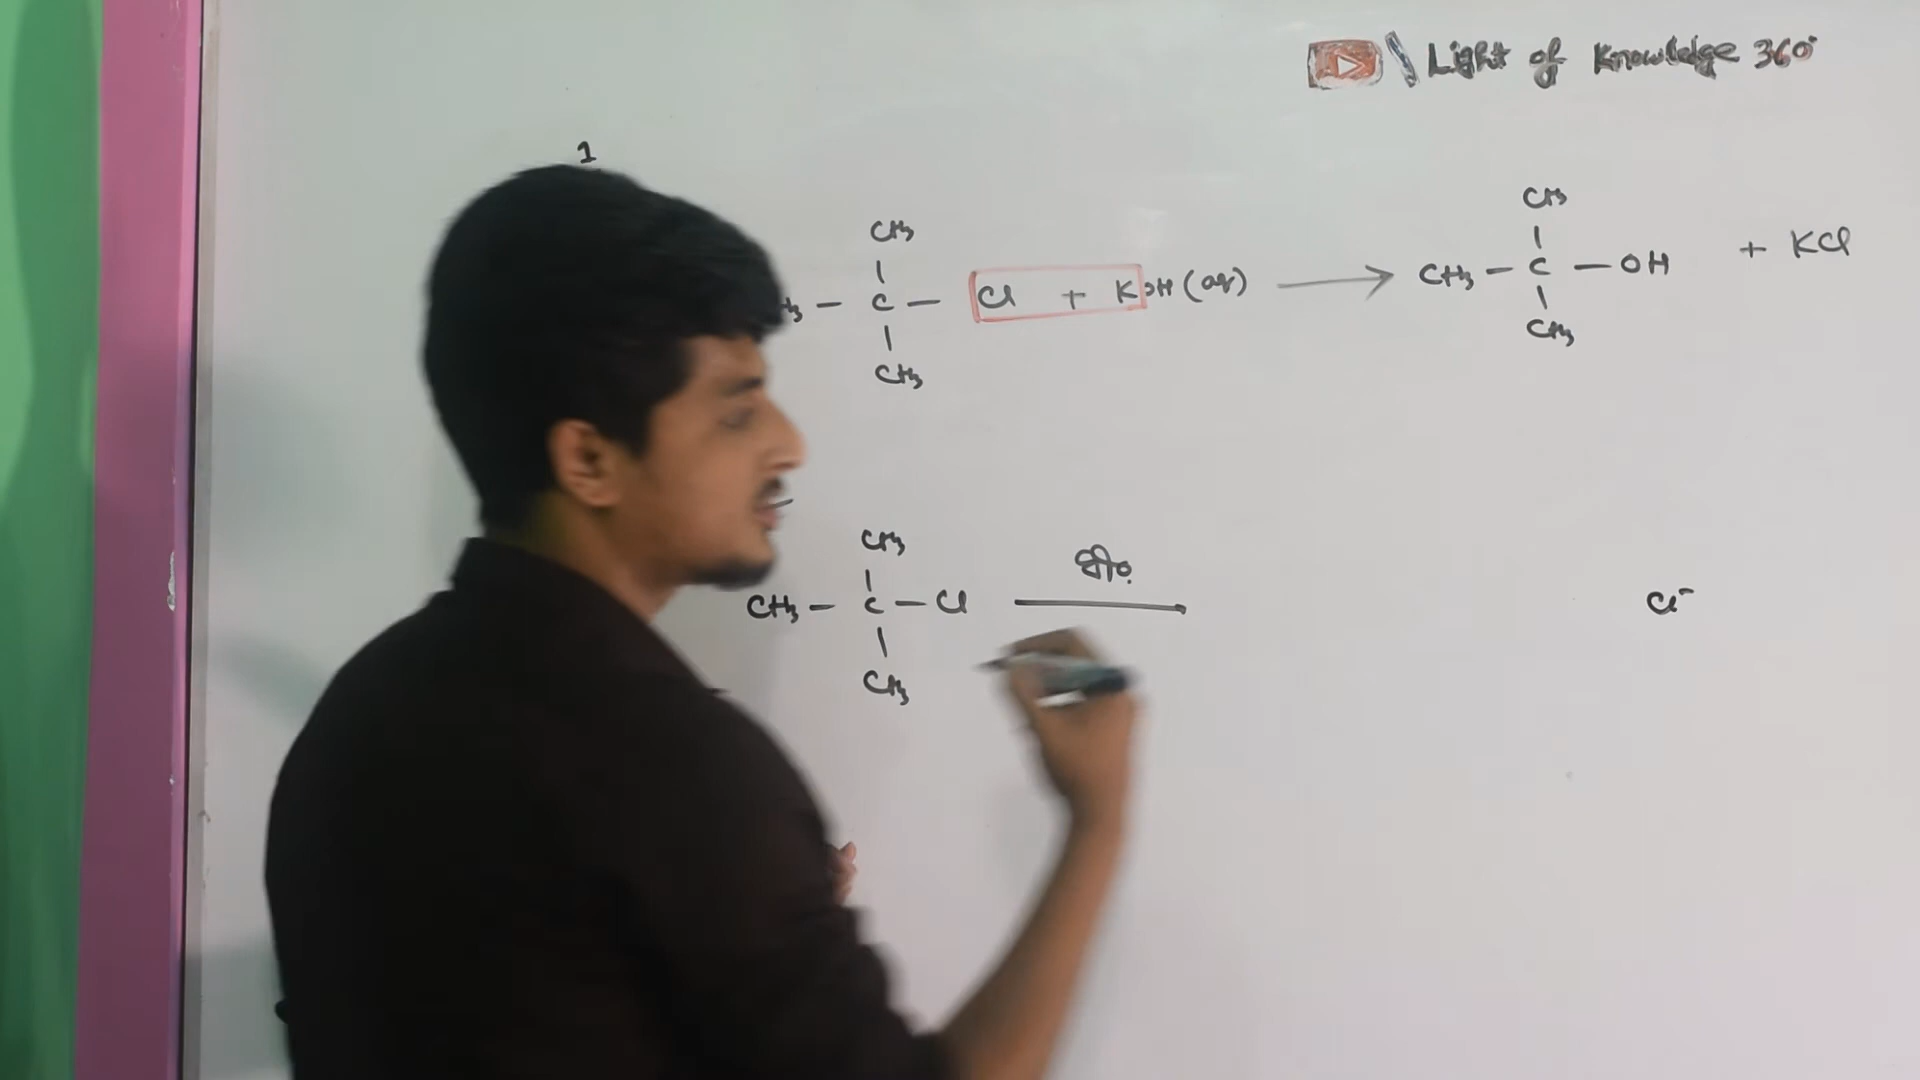 Light of Knowledge 360°
1
CH3
CH3
3 – C – Cl + KOH (aq) → CH3 – C – OH + KCl
CH3
CH3
CH3
ধীর
CH3 – C – Cl → Cl⁻
CH3